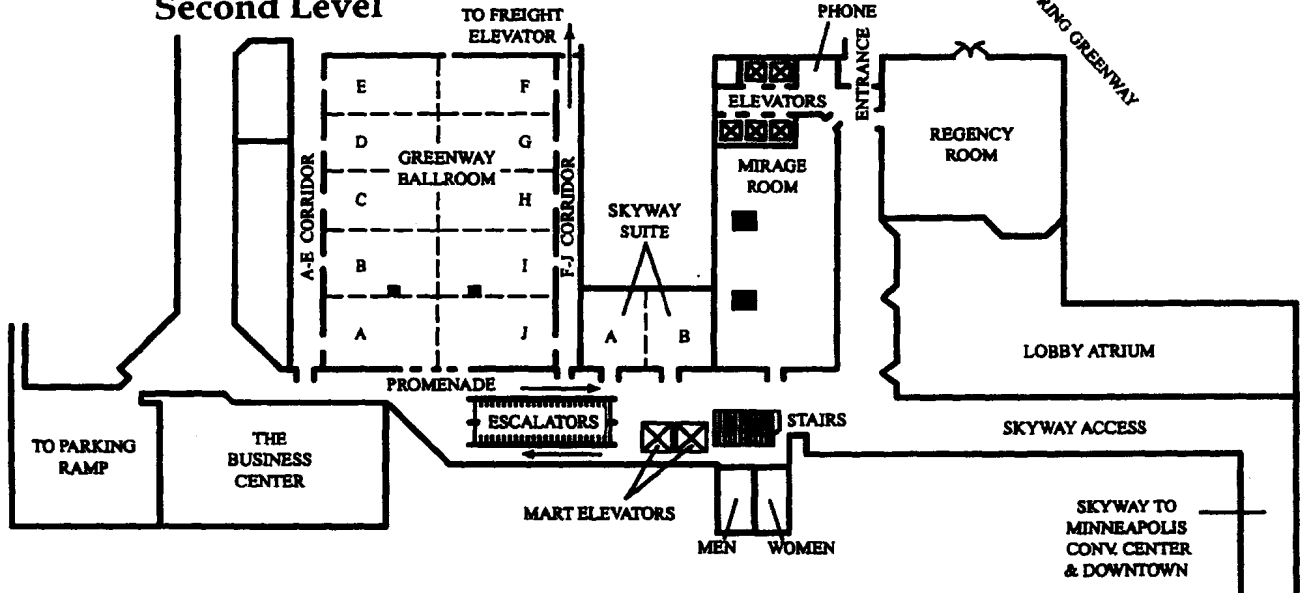 Second Level
TO FREIGHT
ELEVATOR
PHONE
RING GREENWAY
ENTRANCE
E
F
ELEVATORS
D
G
GREENWAY
BALLROOM
REGENCY
ROOM
MIRAGE
ROOM
A-E CORRIDOR
C
H
F-J CORRIDOR
SKYWAY
SUITE
B
I
A
J
A
B
LOBBY ATRIUM
PROMENADE
ESCALATORS
STAIRS
SKYWAY ACCESS
TO PARKING
RAMP
THE
BUSINESS
CENTER
MART ELEVATORS
MEN
WOMEN
SKYWAY TO
MINNEAPOLIS
CONV. CENTER
& DOWNTOWN